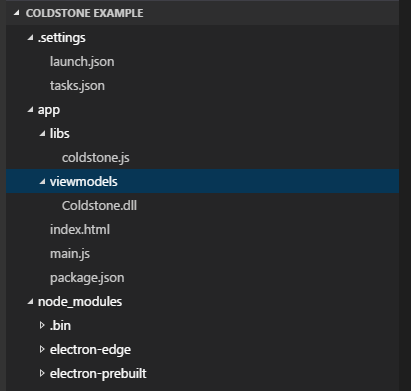 COLDSTONE EXAMPLE
.settings
launch.json
tasks.json
app
libs
coldstone.js
viewmodels
Coldstone.dll
index.html
main.js
package.json
node_modules
.bin
electron-edge
electron-prebuilt